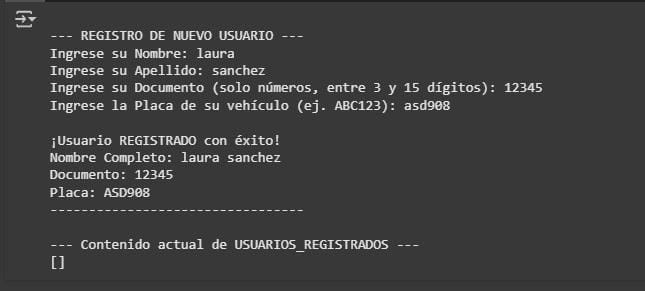 --- REGISTRO DE NUEVO USUARIO ---
Ingrese su Nombre: laura
Ingrese su Apellido: sanchez
Ingrese su Documento (solo números, entre 3 y 15 dígitos): 12345
Ingrese la Placa de su vehículo (ej. ABC123): asd908
¡Usuario REGISTRADO con éxito!
Nombre Completo: laura sanchez
Documento: 12345
Placa: ASD908
---------------------------------
--- Contenido actual de USUARIOS_REGISTRADOS ---
[]